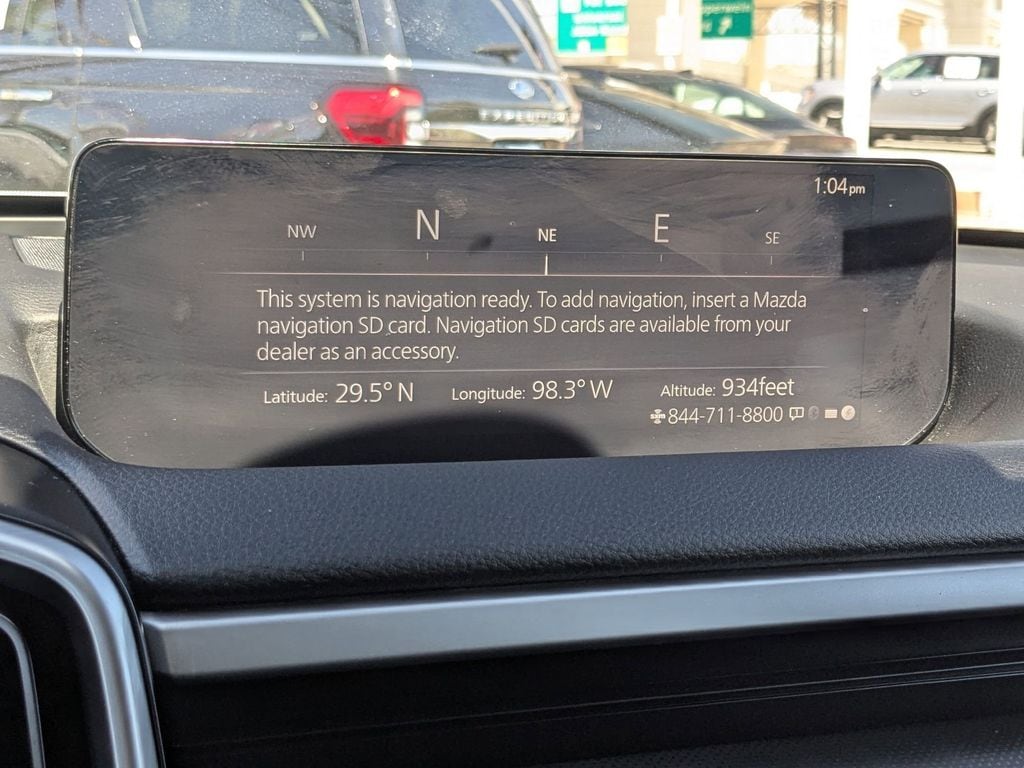 EXPEDITION
1:04pm
NW N NE E SE
This system is navigation ready. To add navigation, insert a Mazda
navigation SD card. Navigation SD cards are available from your
dealer as an accessory.
Latitude: 29.5° N Longitude: 98.3° W Altitude: 934feet
sxm 844-711-8800